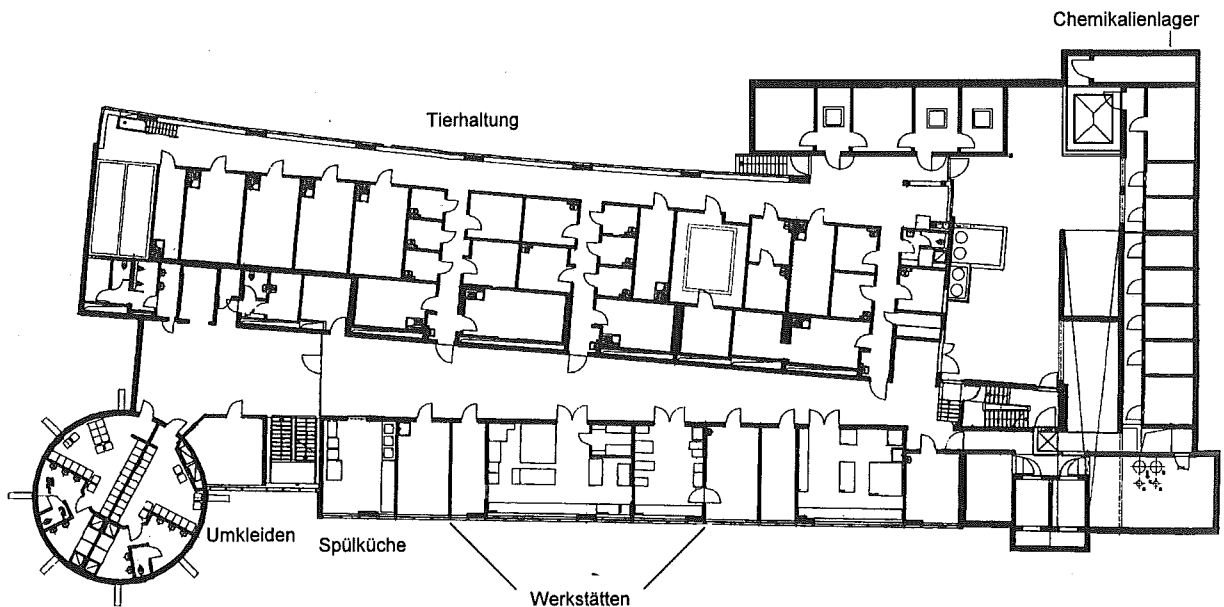 Chemikalienlager
Tierhaltung
Umkleiden
Spülküche
Werkstätten